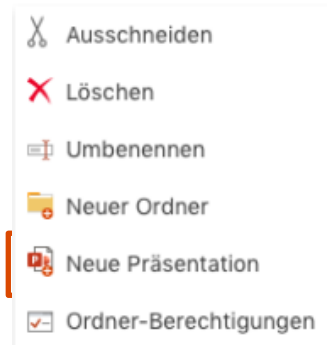 Ausschneiden
Löschen
Umbenennen
Neuer Ordner
Neue Präsentation
Ordner-Berechtigungen